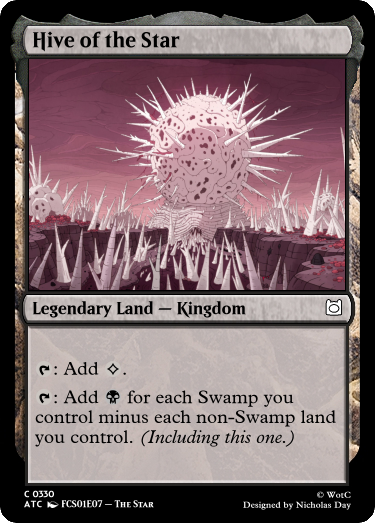 Hive of the Star
Legendary Land — Kingdom
: Add .
: Add for each Swamp you
control minus each non-Swamp land
you control. (Including this one.)
C 0330
ATC FCS01E07 – The Star
© WotC
Designed by Nicholas Day